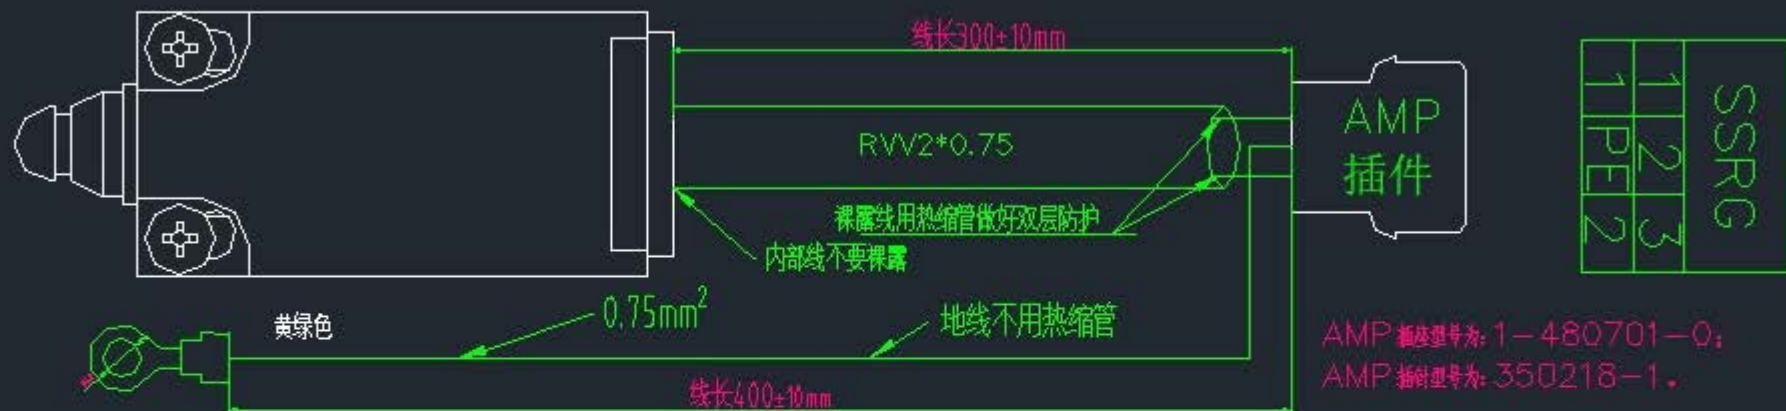 线长300±10mm
RVV2*0.75
AMP
插件
裸露线用热缩管做好双层防护
内部线不要裸露
SSRG
1 2 3
1 PE 2
黄绿色
0.75mm²
地线不用热缩管
AMP插座型号为:1-480701-0;
AMP插针型号为:350218-1.
线长400±10mm